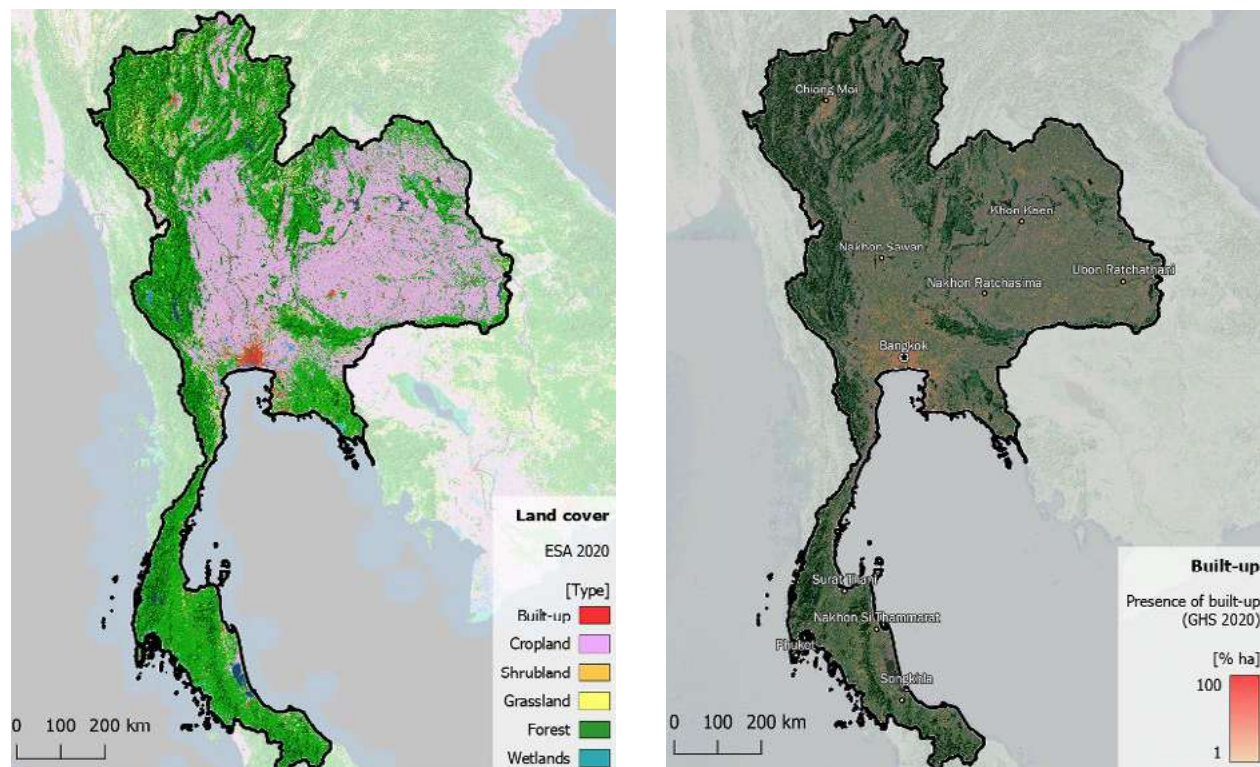 Land cover
ESA 2020
[Type]
Built-up
Cropland
Shrubland
Grassland
Forest
Wetlands
0 100 200 km
Chiang Mai
Khon Kaen
Nakhon Sawan
Ubon Ratchathani
Nakhon Ratchasima
Bangkok
Surat Thani
Nakhon Si Thammarat
Phuket
Songkhla
Built-up
Presence of built-up
(GHS 2020)
[% ha]
100
1
0 100 200 km